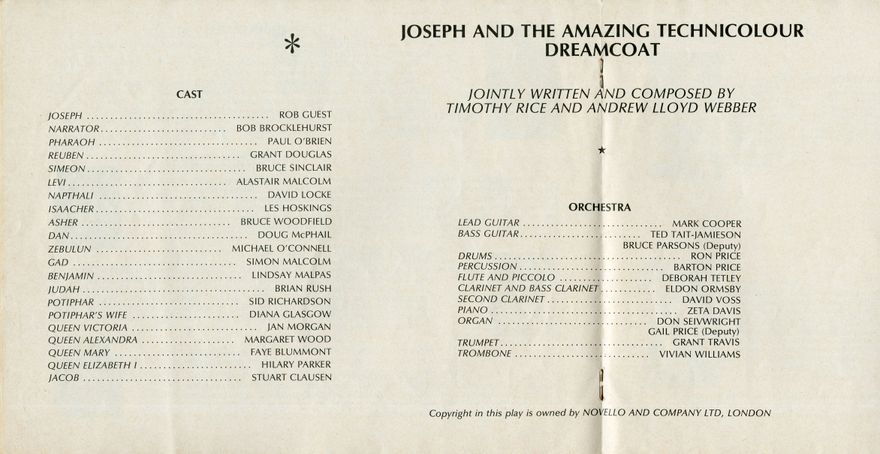 CAST
JOSEPH ........ ROB GUEST
NARRATOR ........ BOB BROCKLEHURST
PHARAOH ........ PAUL O'BRIEN
REUBEN ........ GRANT DOUGLAS
SIMEON ........ BRUCE SINCLAIR
LEVI ........ ALASTAIR MALCOLM
NAPTHALI ........ DAVID LOCKE
ISAACHER ........ LES HOSKINGS
ASHER ........ BRUCE WOODFIELD
DAN ........ DOUG McPHAIL
ZEBULUN ........ MICHAEL O'CONNELL
GAD ........ SIMON MALCOLM
BENJAMIN ........ LINDSAY MALPAS
JUDAH ........ BRIAN RUSH
POTIPHAR ........ SID RICHARDSON
POTIPHAR'S WIFE ........ DIANA GLASGOW
QUEEN VICTORIA ........ JAN MORGAN
QUEEN ALEXANDRA ........ MARGARET WOOD
QUEEN MARY ........ FAYE BLUMMONT
QUEEN ELIZABETH I ........ HILARY PARKER
JACOB ........ STUART CLAUSEN
JOSEPH AND THE AMAZING TECHNICOLOUR
DREAMCOAT
JOINTLY WRITTEN AND COMPOSED BY
TIMOTHY RICE AND ANDREW LLOYD WEBBER
ORCHESTRA
LEAD GUITAR ........ MARK COOPER
BASS GUITAR ........ TED TAIT-JAMIESON
BRUCE PARSONS (Deputy)
DRUMS ........ RON PRICE
PERCUSSION ........ BARTON PRICE
FLUTE AND PICCOLO ........ DEBORAH TETLEY
CLARINET AND BASS CLARINET ........ ELDON ORMSBY
SECOND CLARINET ........ DAVID VOSS
PIANO ........ ZETA DAVIS
ORGAN ........ DON SEIVWRIGHT
GAIL PRICE (Deputy)
TRUMPET ........ GRANT TRAVIS
TROMBONE ........ VIVIAN WILLIAMS
Copyright in this play is owned by NOVELLO AND COMPANY LTD, LONDON